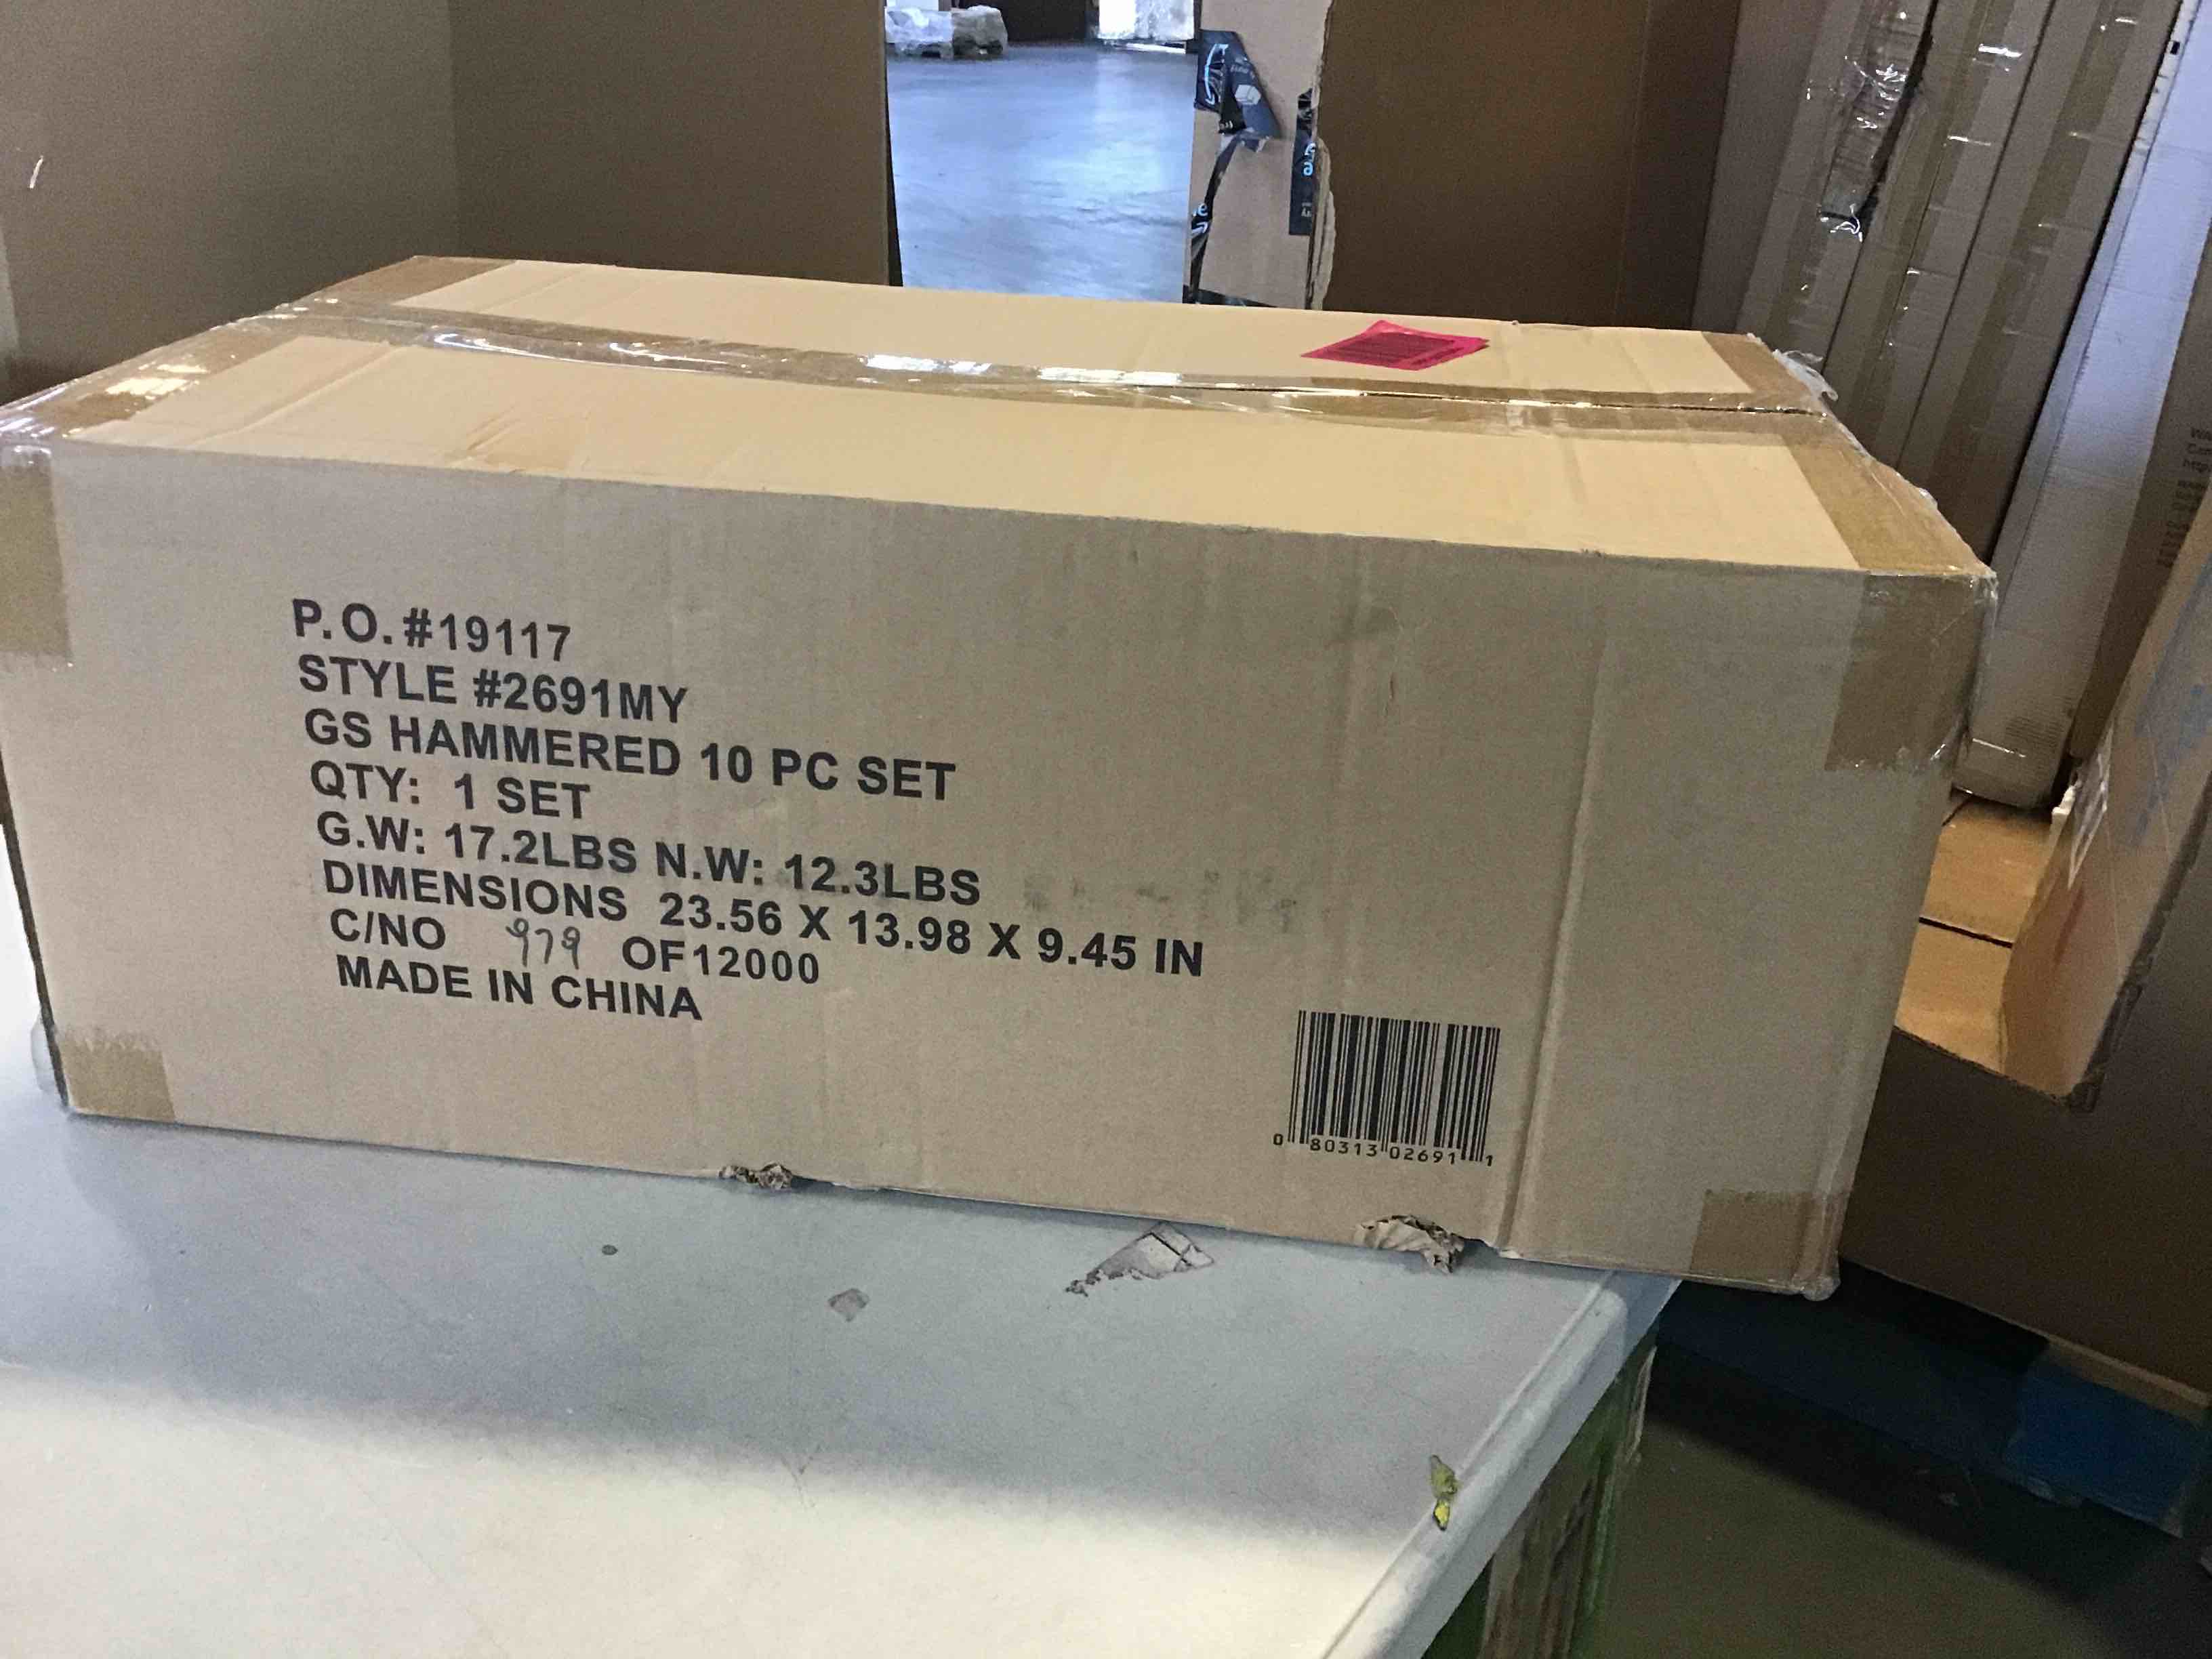 P.O.#19117
STYLE #2691MY
GS HAMMERED 10 PC SET
QTY: 1 SET
G.W: 17.2LBS N.W: 12.3LBS
DIMENSIONS 23.56 X 13.98 X 9.45 IN
C/NO 979 OF12000
MADE IN CHINA
0 80313 02691 1